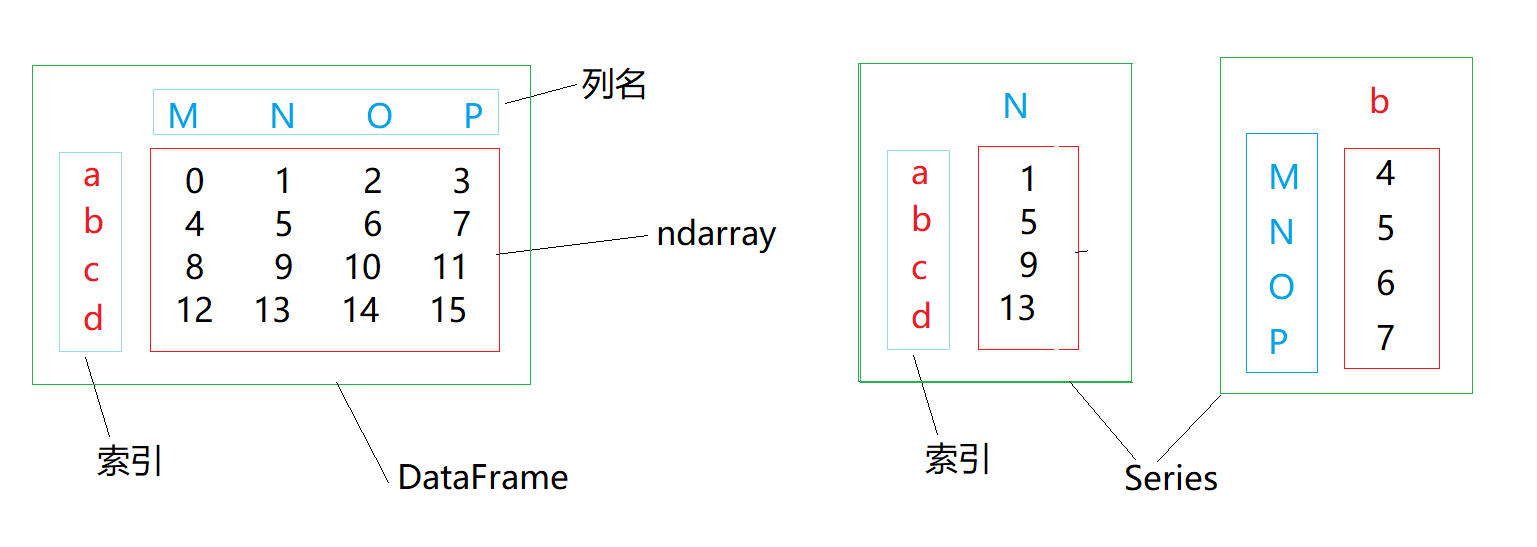 列名
M N O P
a 0 1 2 3
b 4 5 6 7
c 8 9 10 11
d 12 13 14 15
ndarray
索引
DataFrame
N
a 1
b 5
c 9
d 13
索引
b
M 4
N 5
O 6
P 7
Series